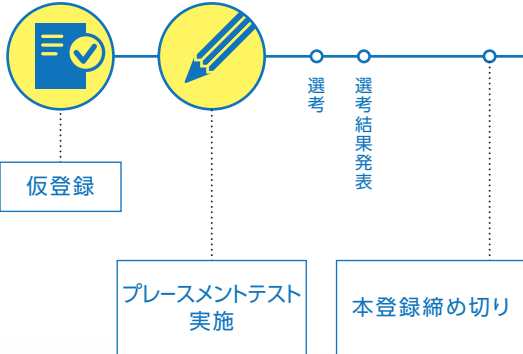 仮登録
プレースメントテスト
実施
選考
選考結果発表
本登録締め切り